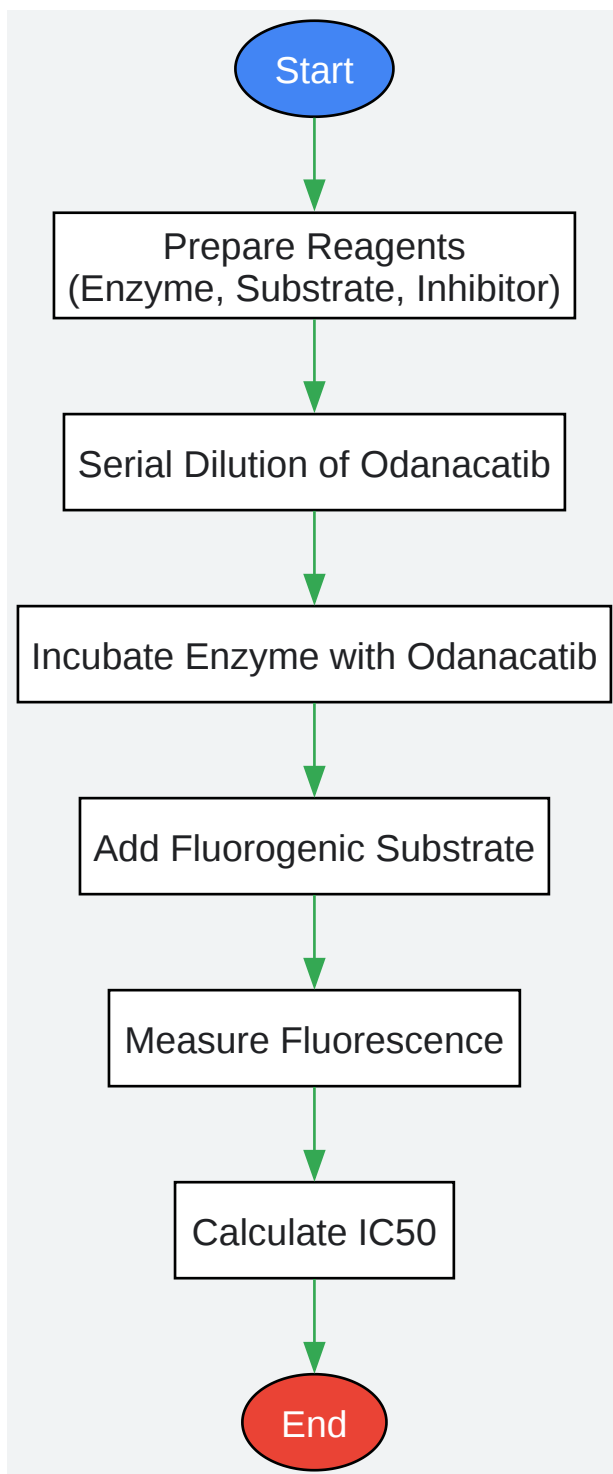 Start
Prepare Reagents
(Enzyme, Substrate, Inhibitor)
Serial Dilution of Odanacatib
Incubate Enzyme with Odanacatib
Add Fluorogenic Substrate
Measure Fluorescence
Calculate IC50
End